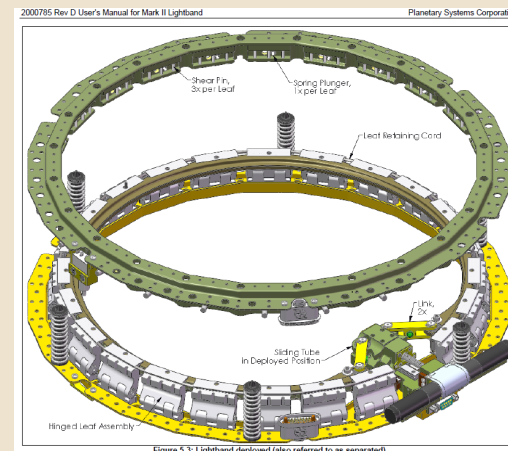 2000785 Rev D User's Manual for Mark II Lightband
Planetary Systems Corporati
Shear Pin,
3x per Leaf
Spring Plunger,
1x per Leaf
Leaf Retaining Cord
Link,
2x
Sliding Tube
in Deployed Position
Hinged Leaf Assembly
Figure 5.3: Lightband deployed (also referred to as separated)